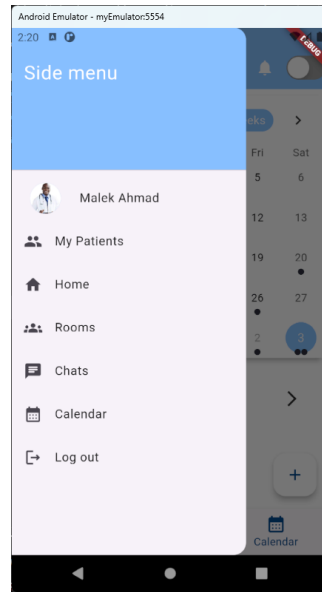 Android Emulator - myEmulator:5554
2:20
DEBUG
Side menu
eks
Fri Sat
5 6
Malek Ahmad
12 13
My Patients
19 20
Home
26 27
Rooms
2 3
Chats
Calendar
Log out
+
Calendar